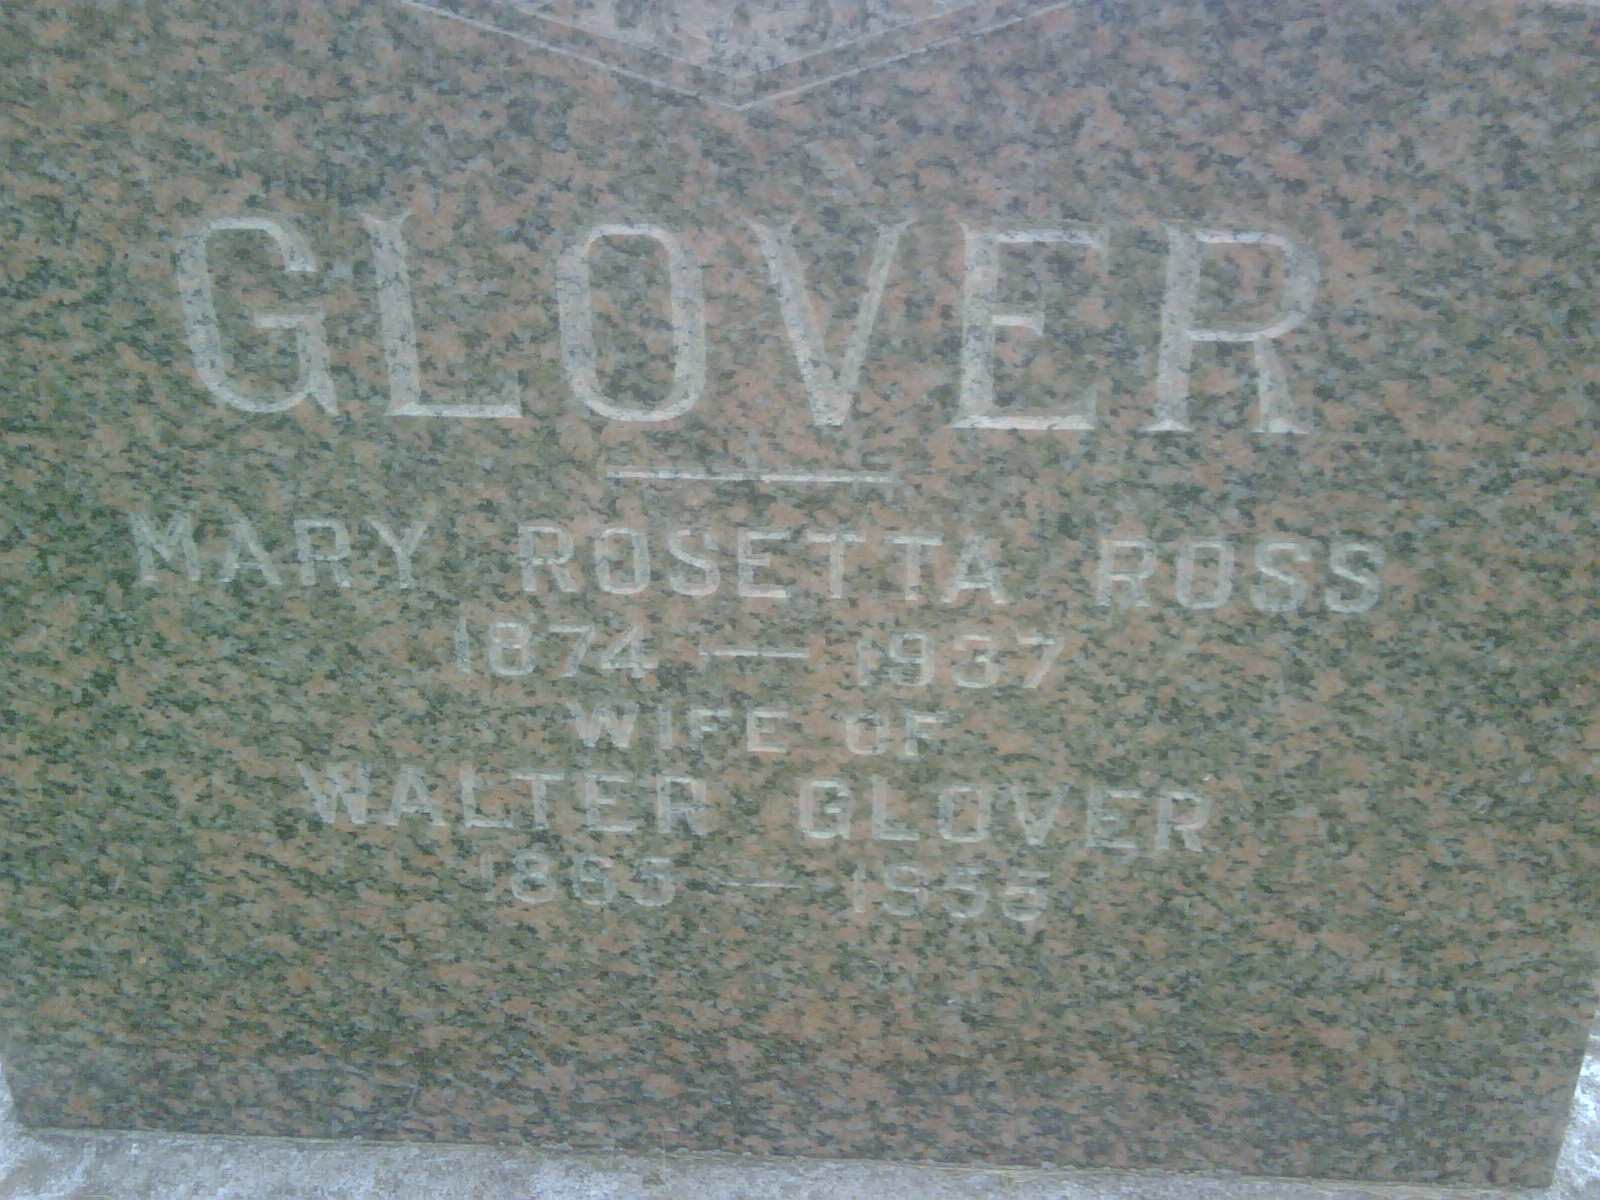 GLOVER
MARY ROSETTA ROSS
1874 — 1937
WIFE OF
WALTER GLOVER
1865 — 1955